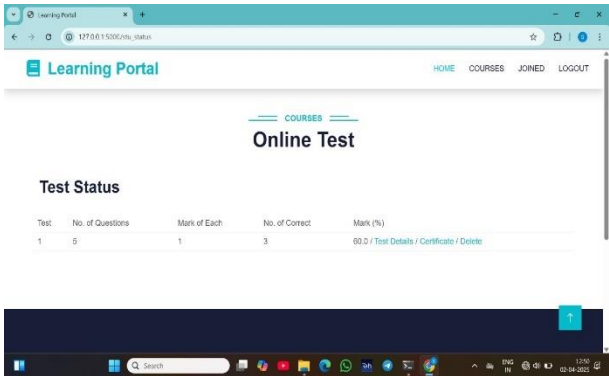 Learning Portal
127.0.0.1:5000/stu_status
Learning Portal
HOME COURSES JOINED LOGOUT
COURSES
Online Test
Test Status
Test No. of Questions Mark of Each No. of Correct Mark (%)
1 5 1 3 60.0 / Test Details / Certificate / Delete
Search
ENG
IN
12:50
02-04-2025